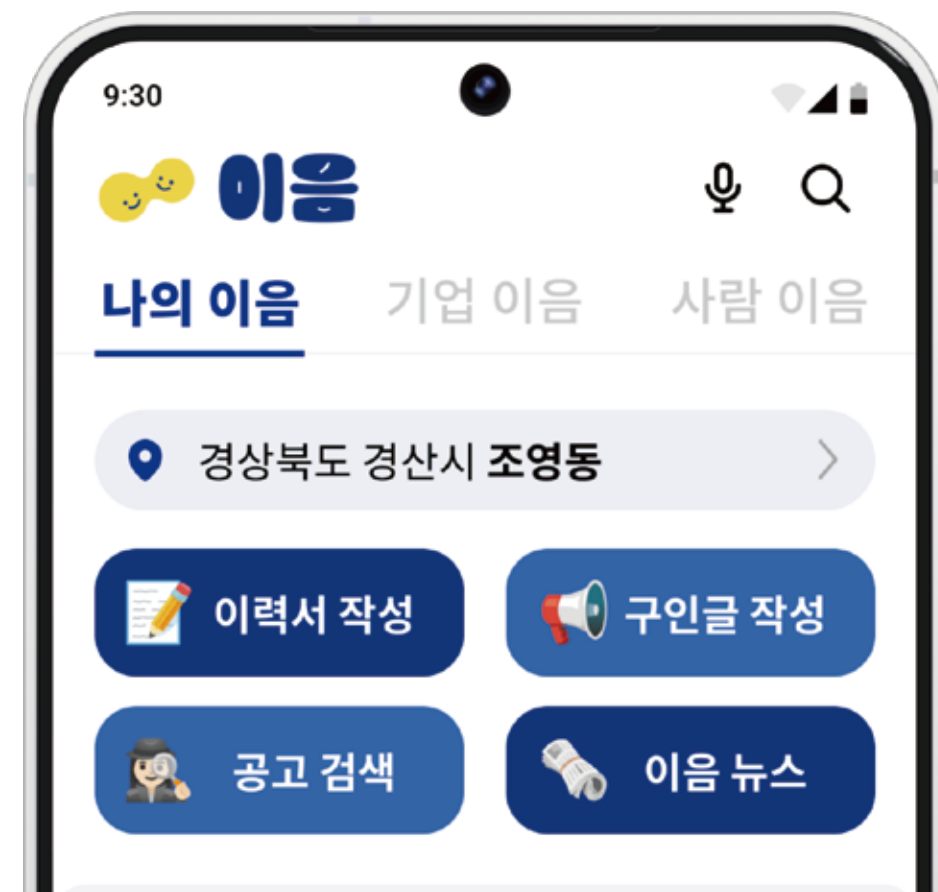 9:30
이음
나의 이음 기업 이음 사람 이음
경상북도 경산시 조영동
이력서 작성 구인글 작성
공고 검색 이음 뉴스